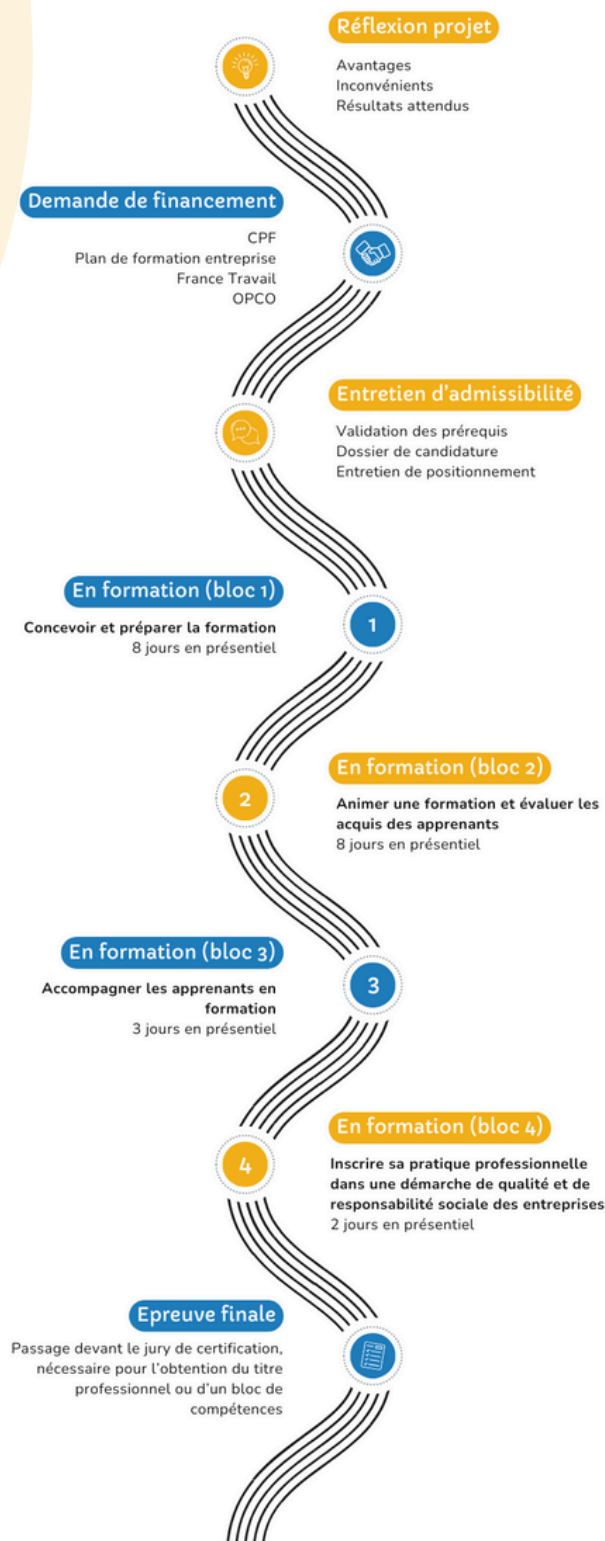 Réflexion projet
Avantages
Inconvénients
Résultats attendus
Demande de financement
CPF
Plan de formation entreprise
France Travail
OPCO
Entretien d'admissibilité
Validation des prérequis
Dossier de candidature
Entretien de positionnement
En formation (bloc 1)
Concevoir et préparer la formation
8 jours en présentiel
1
En formation (bloc 2)
2
Animer une formation et évaluer les
acquis des apprenants
8 jours en présentiel
En formation (bloc 3)
Accompagner les apprenants en
formation
3 jours en présentiel
3
En formation (bloc 4)
4
Inscrire sa pratique professionnelle
dans une démarche de qualité et de
responsabilité sociale des entreprises
2 jours en présentiel
Epreuve finale
Passage devant le jury de certification,
nécessaire pour l'obtention du titre
professionnel ou d'un bloc de
compétences